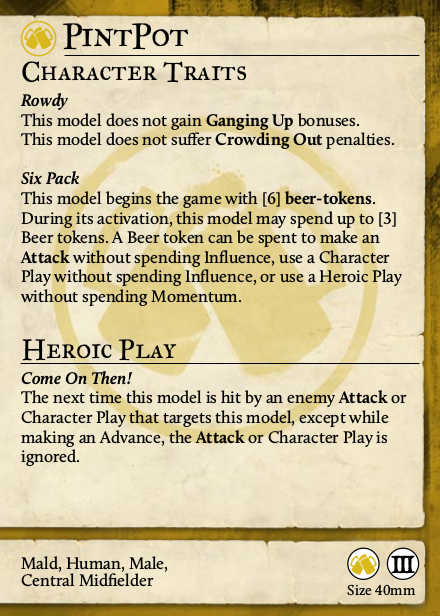 PintPot
Character Traits
Rowdy
This model does not gain Ganging Up bonuses.
This model does not suffer Crowding Out penalties.
Six Pack
This model begins the game with [6] beer-tokens.
During its activation, this model may spend up to [3]
Beer tokens. A Beer token can be spent to make an
Attack without spending Influence, use a Character
Play without spending Influence, or use a Heroic Play
without spending Momentum.
Heroic Play
Come On Then!
The next time this model is hit by an enemy Attack or
Character Play that targets this model, except while
making an Advance, the Attack or Character Play is
ignored.
Mald, Human, Male,
Central Midfielder
III
Size 40mm